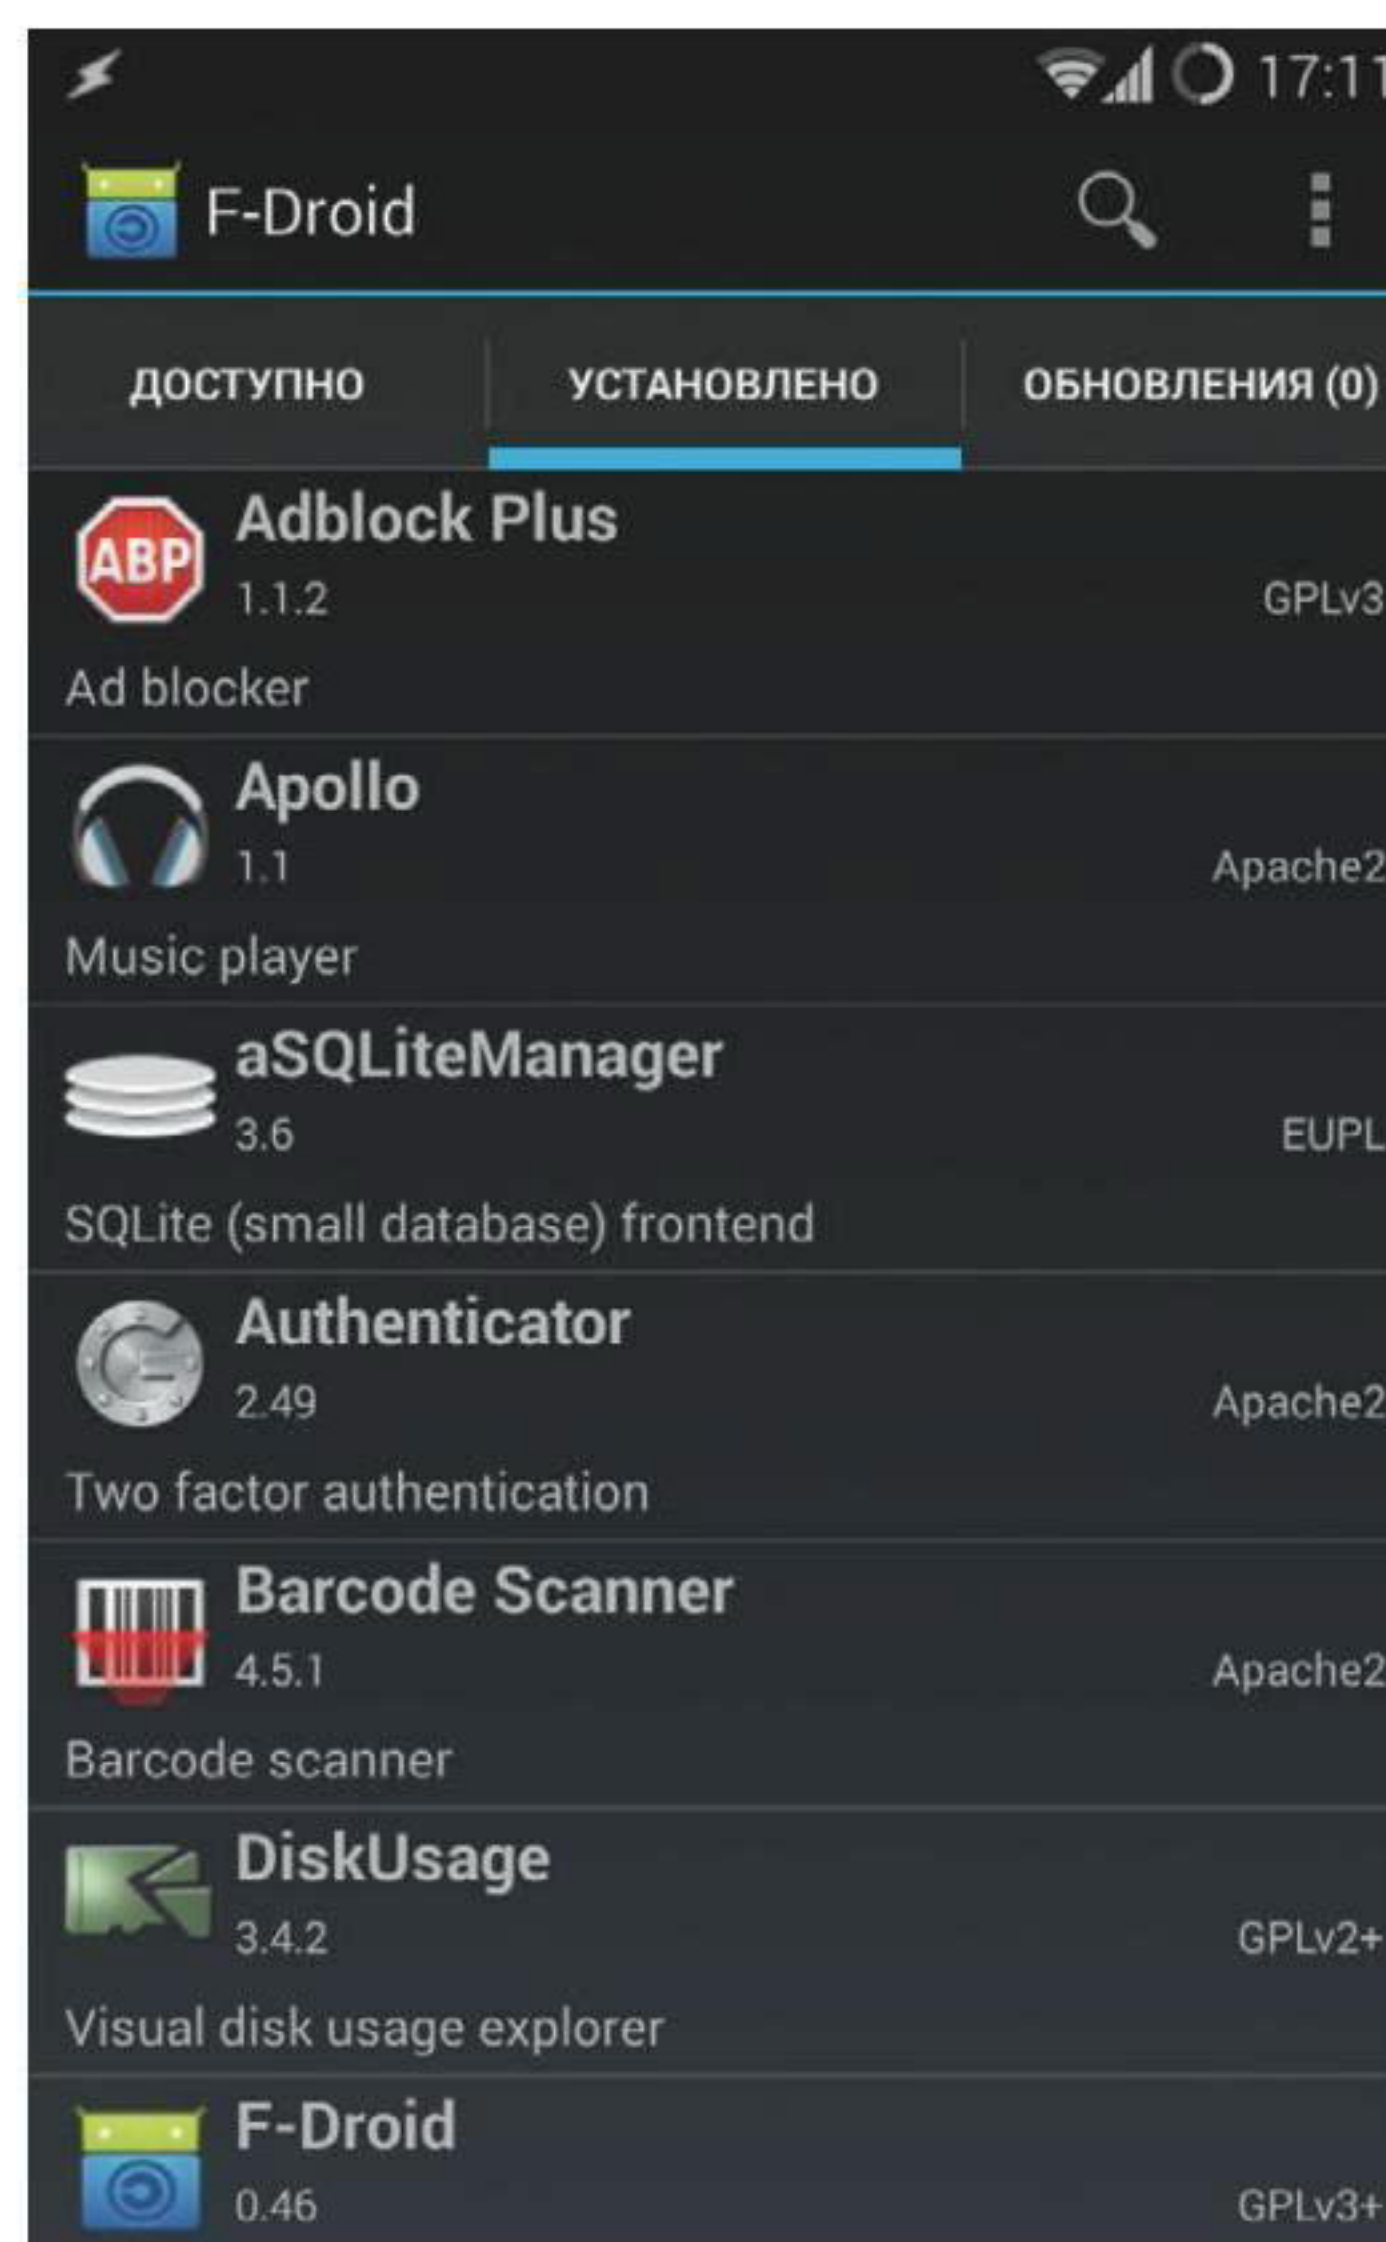 17:11
F-Droid
ДОСТУПНО
УСТАНОВЛЕНО
ОБНОВЛЕНИЯ (0)
ABP
Adblock Plus
1.1.2
GPLv3
Ad blocker
Apollo
1.1
Apache2
Music player
aSQLiteManager
3.6
EUPL
SQLite (small database) frontend
Authenticator
2.49
Apache2
Two factor authentication
Barcode Scanner
4.5.1
Apache2
Barcode scanner
DiskUsage
3.4.2
GPLv2+
Visual disk usage explorer
F-Droid
0.46
GPLv3+